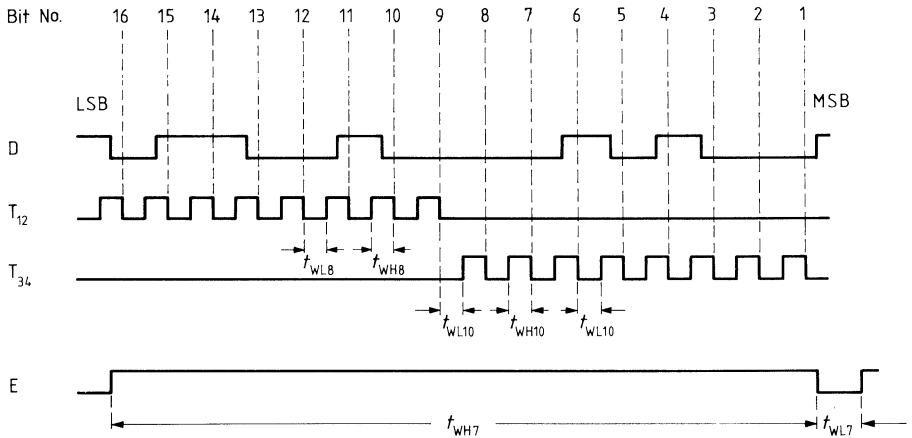 Bit No. 16 15 14 13 12 11 10 9 8 7 6 5 4 3 2 1
LSB MSB
D
T12
tWL8 tWH8
T34
tWL10 tWH10 tWL10
E
tWH7 tWL7